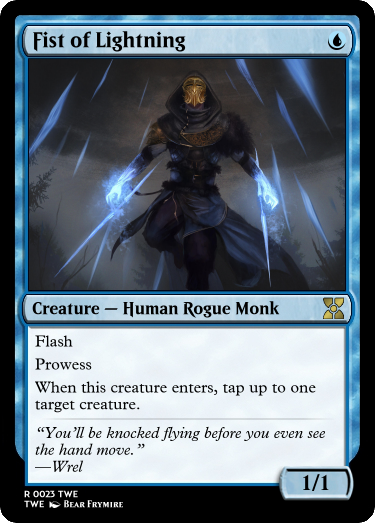 Fist of Lightning
Creature — Human Rogue Monk
Flash
Prowess
When this creature enters, tap up to one
target creature.
“You’ll be knocked flying before you even see
the hand move.”
—Wrel
1/1
R 0023 TWE
TWE Bear Frymire